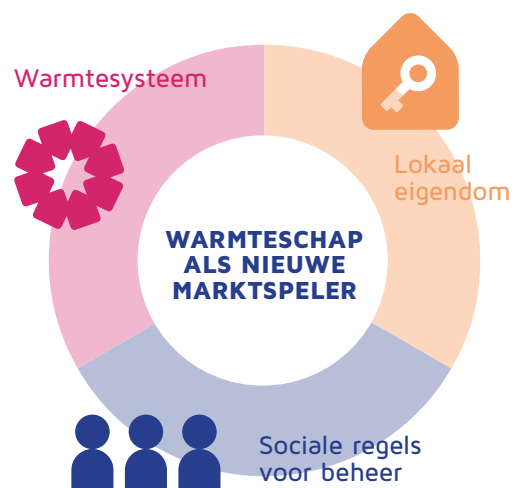 Warmtesysteem
Lokaal
eigendom
WARMTESCHAP
ALS NIEUWE
MARKTSPELER
Sociale regels
voor beheer